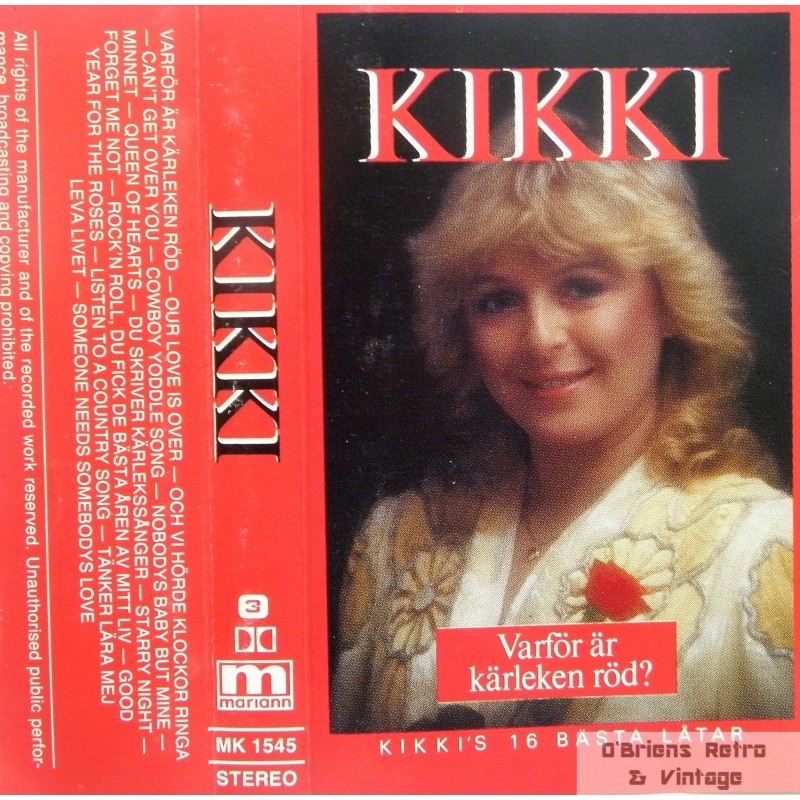 KIKKI
Varför är
kärleken röd?
KIKKI'S 16 BÄSTA LÅTAR
KIKKI
3
m
mariann
MK 1545
STEREO
VARFÖR ÄR KÄRLEKEN RÖD – OUR LOVE IS OVER – OCH VI HÖRDE KLOCKOR RINGA
– CAN'T GET OVER YOU – COWBOY YODDLE SONG – NOBODYS BABY BUT MINE –
MINNET – QUEEN OF HEARTS – DU SKRIVER KÄRLEKSSÅNGER – STARRY NIGHT –
FORGET ME NOT – ROCK'N ROLL, DU FICK DE BÄSTA ÅREN AV MITT LIV – GOOD
YEAR FOR THE ROSES – LISTEN TO A COUNTRY SONG – TÄNKER LÄRA MEJ
LEVA LIVET – SOMEONE NEEDS SOMEBODYS LOVE
All rights of the manufacturer and of the recorded work reserved. Unauthorised public perfor-
mance, broadcasting and copying prohibited.
O'Briens Retro
& Vintage